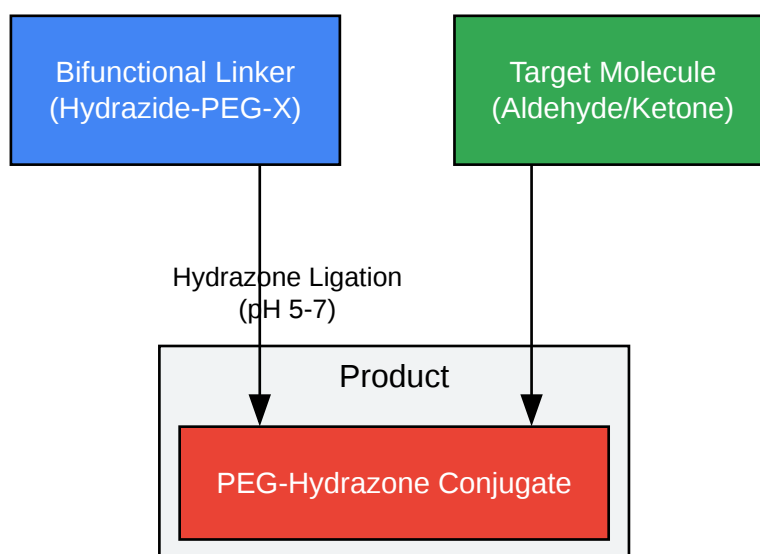 Bifunctional Linker
(Hydrazide-PEG-X)
Target Molecule
(Aldehyde/Ketone)
Hydrazone Ligation
(pH 5-7)
Product
PEG-Hydrazone Conjugate